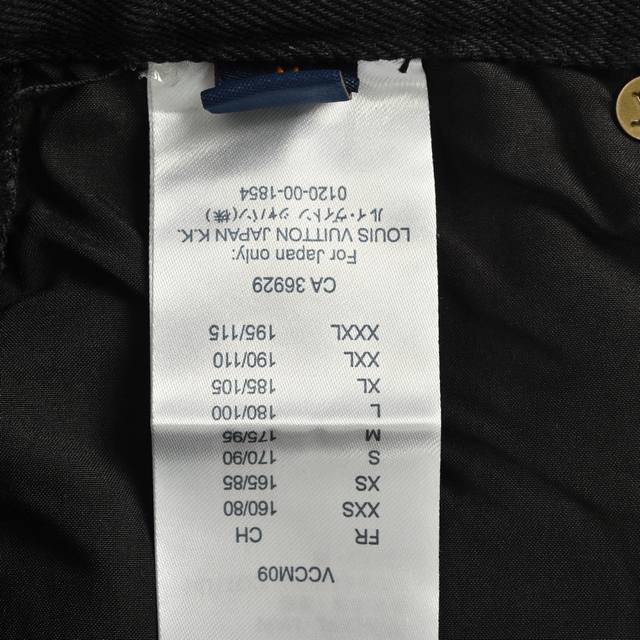 VCCM09
FR CH
XXS 160/80
XS 165/85
S 170/90
M 175/95
L 180/100
XL 185/105
XXL 190/110
XXXL 195/115
CA 36929
For Japan only:
LOUIS VUITTON JAPAN K.K.
ルイ・ヴィトン ジャパン(株)
0120-00-1854